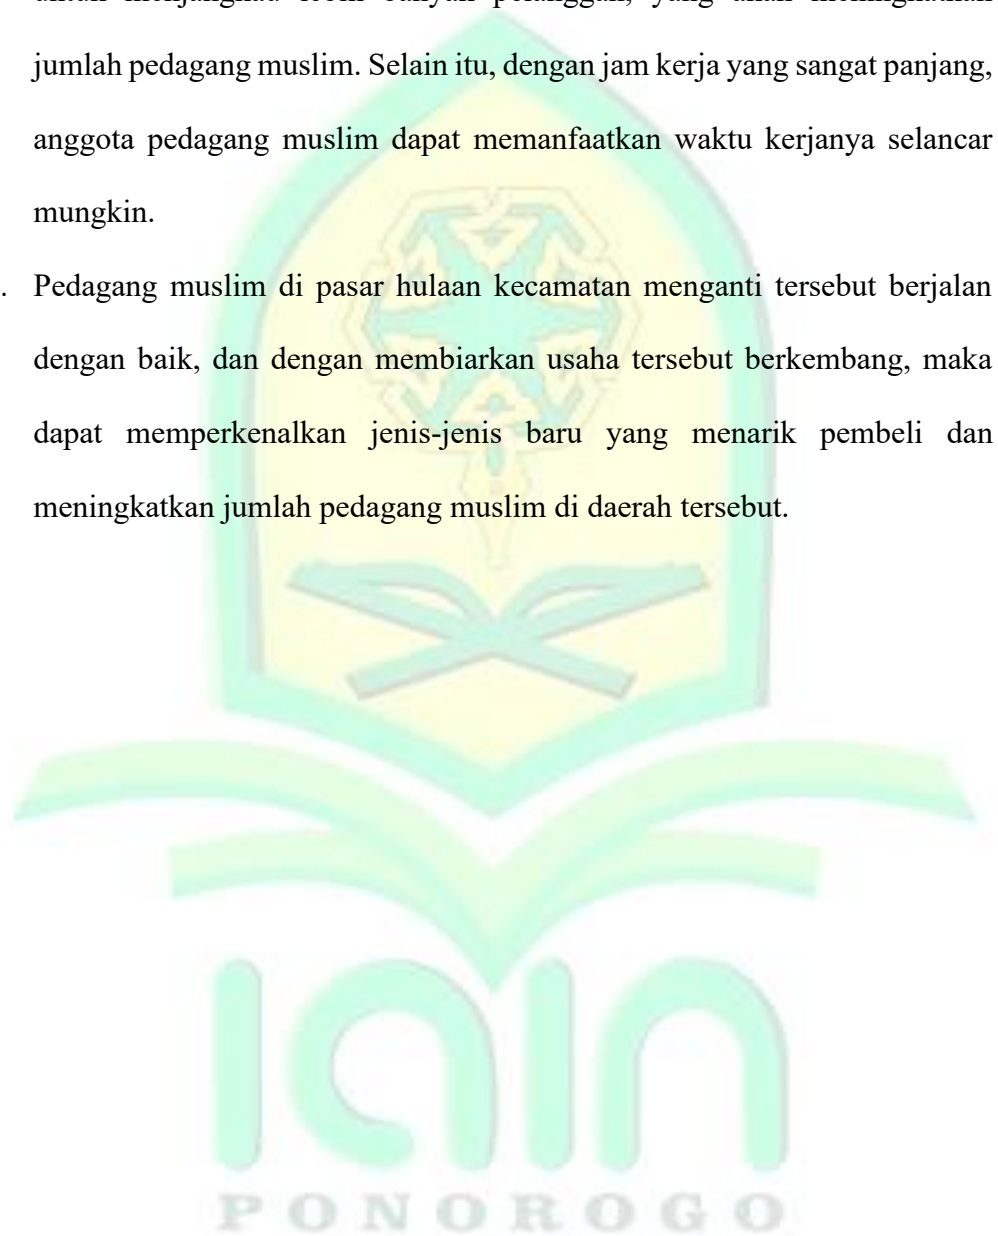 jumlah pedagang muslim. Selain itu, dengan jam kerja yang sangat panjang,
anggota pedagang muslim dapat memanfaatkan waktu kerjanya selancar
mungkin.
. Pedagang muslim di pasar hulaan kecamatan menganti tersebut berjalan
dengan baik, dan dengan membiarkan usaha tersebut berkembang, maka
dapat memperkenalkan jenis-jenis baru yang menarik pembeli dan
meningkatkan jumlah pedagang muslim di daerah tersebut.
iain
PONOROGO